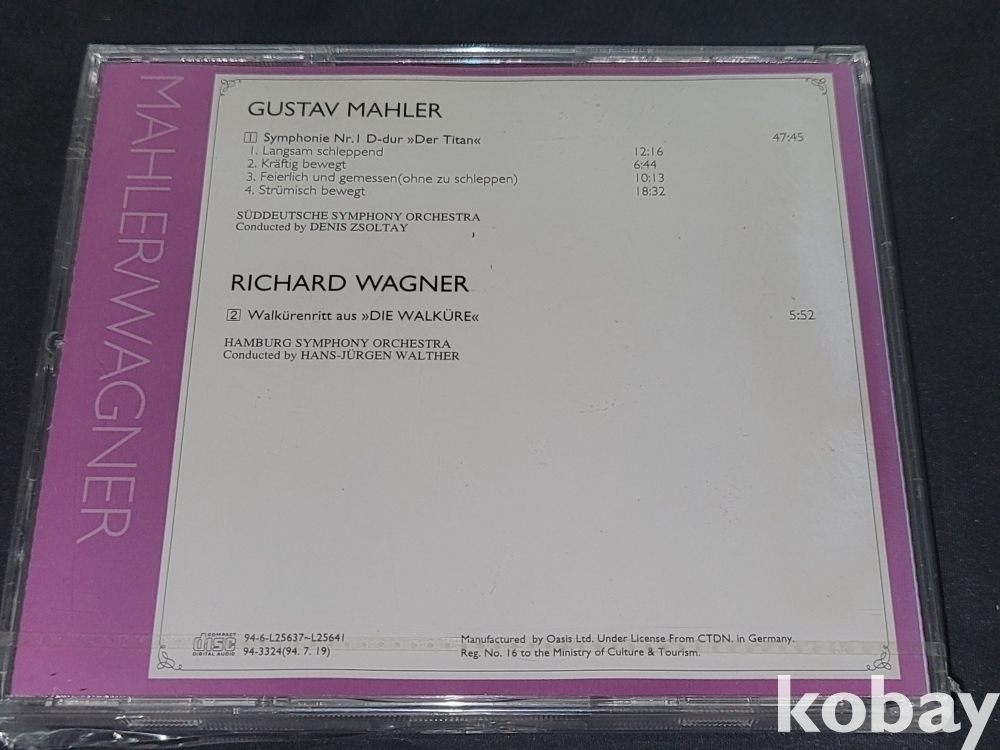 MAHLER/WAGNER
GUSTAV MAHLER
1 Symphonie Nr.1 D-dur »Der Titan« 47:45
1. Langsam schleppend 12:16
2. Kräftig bewegt 6:44
3. Feierlich und gemessen(ohne zu schleppen) 10:13
4. Strümisch bewegt 18:32
SÜDDEUTSCHE SYMPHONY ORCHESTRA
Conducted by DENIS ZSOLTAY
RICHARD WAGNER
2 Walkürenritt aus »DIE WALKÜRE« 5:52
HAMBURG SYMPHONY ORCHESTRA
Conducted by HANS-JÜRGEN WALTHER
COMPACT
disc
DIGITAL AUDIO
94-6-L25637~L25641
94-3324(94. 7. 19)
Manufactured by Oasis Ltd. Under License From CTDN. in Germany.
Reg. No. 16 to the Ministry of Culture & Tourism.
kobay